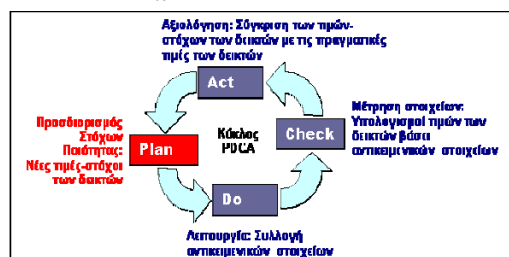 Αξιολόγηση: Σύγκριση των τιμών-
στόχων των δεικτών με τις πραγματικές
τιμές των δεικτών
Act
Προσδιορισμός
Στόχων
Ποιότητας:
Νέες τιμές-στόχοι
των δεικτών
Plan
Κύκλος
PDCA
Check
Μέτρηση στοιχείων:
Υπολογισμοί τιμών των
δεικτών βάσει
αντικειμενικών στοιχείων
Do
Λειτουργία: Συλλογή
αντικειμενικών στοιχείων